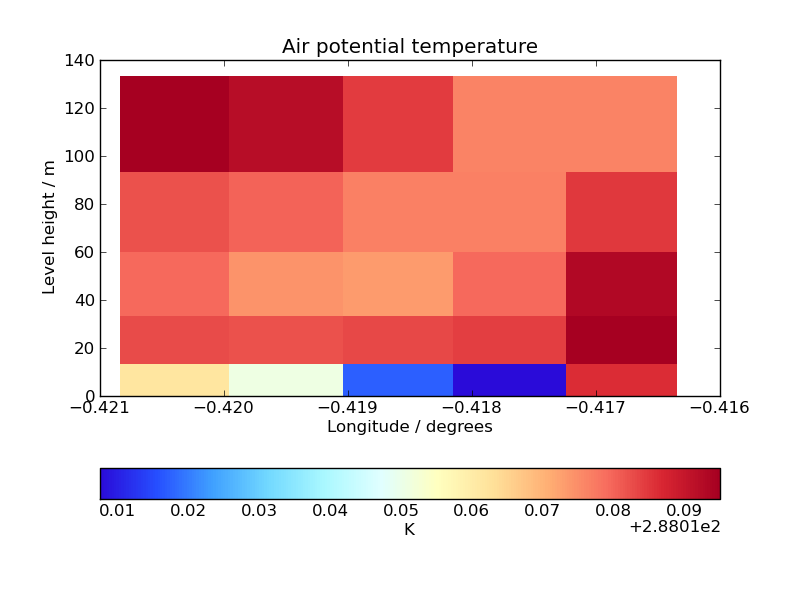 Air potential temperature
140
120
100
80
60
40
20
0
Level height / m
−0.421 −0.420 −0.419 −0.418 −0.417 −0.416
Longitude / degrees
0.01 0.02 0.03 0.04 0.05 0.06 0.07 0.08 0.09
+2.8801e2
K